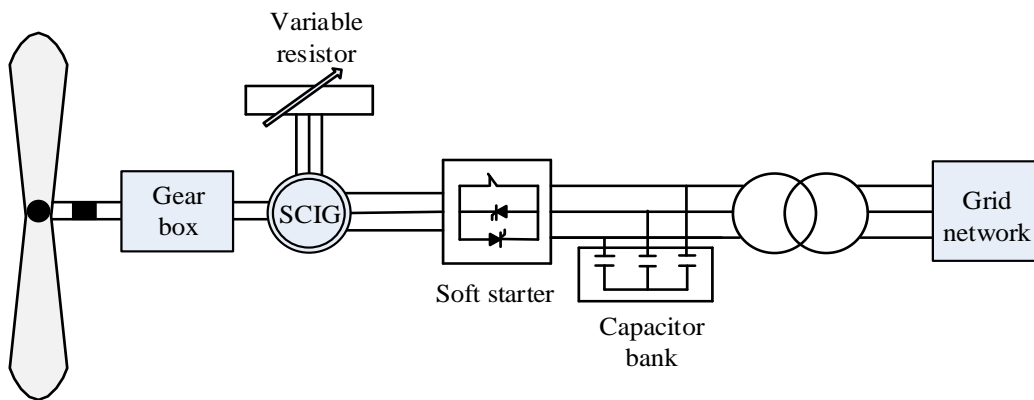 Variable
resistor
Gear
box
SCIG
Soft starter
Capacitor
bank
Grid
network